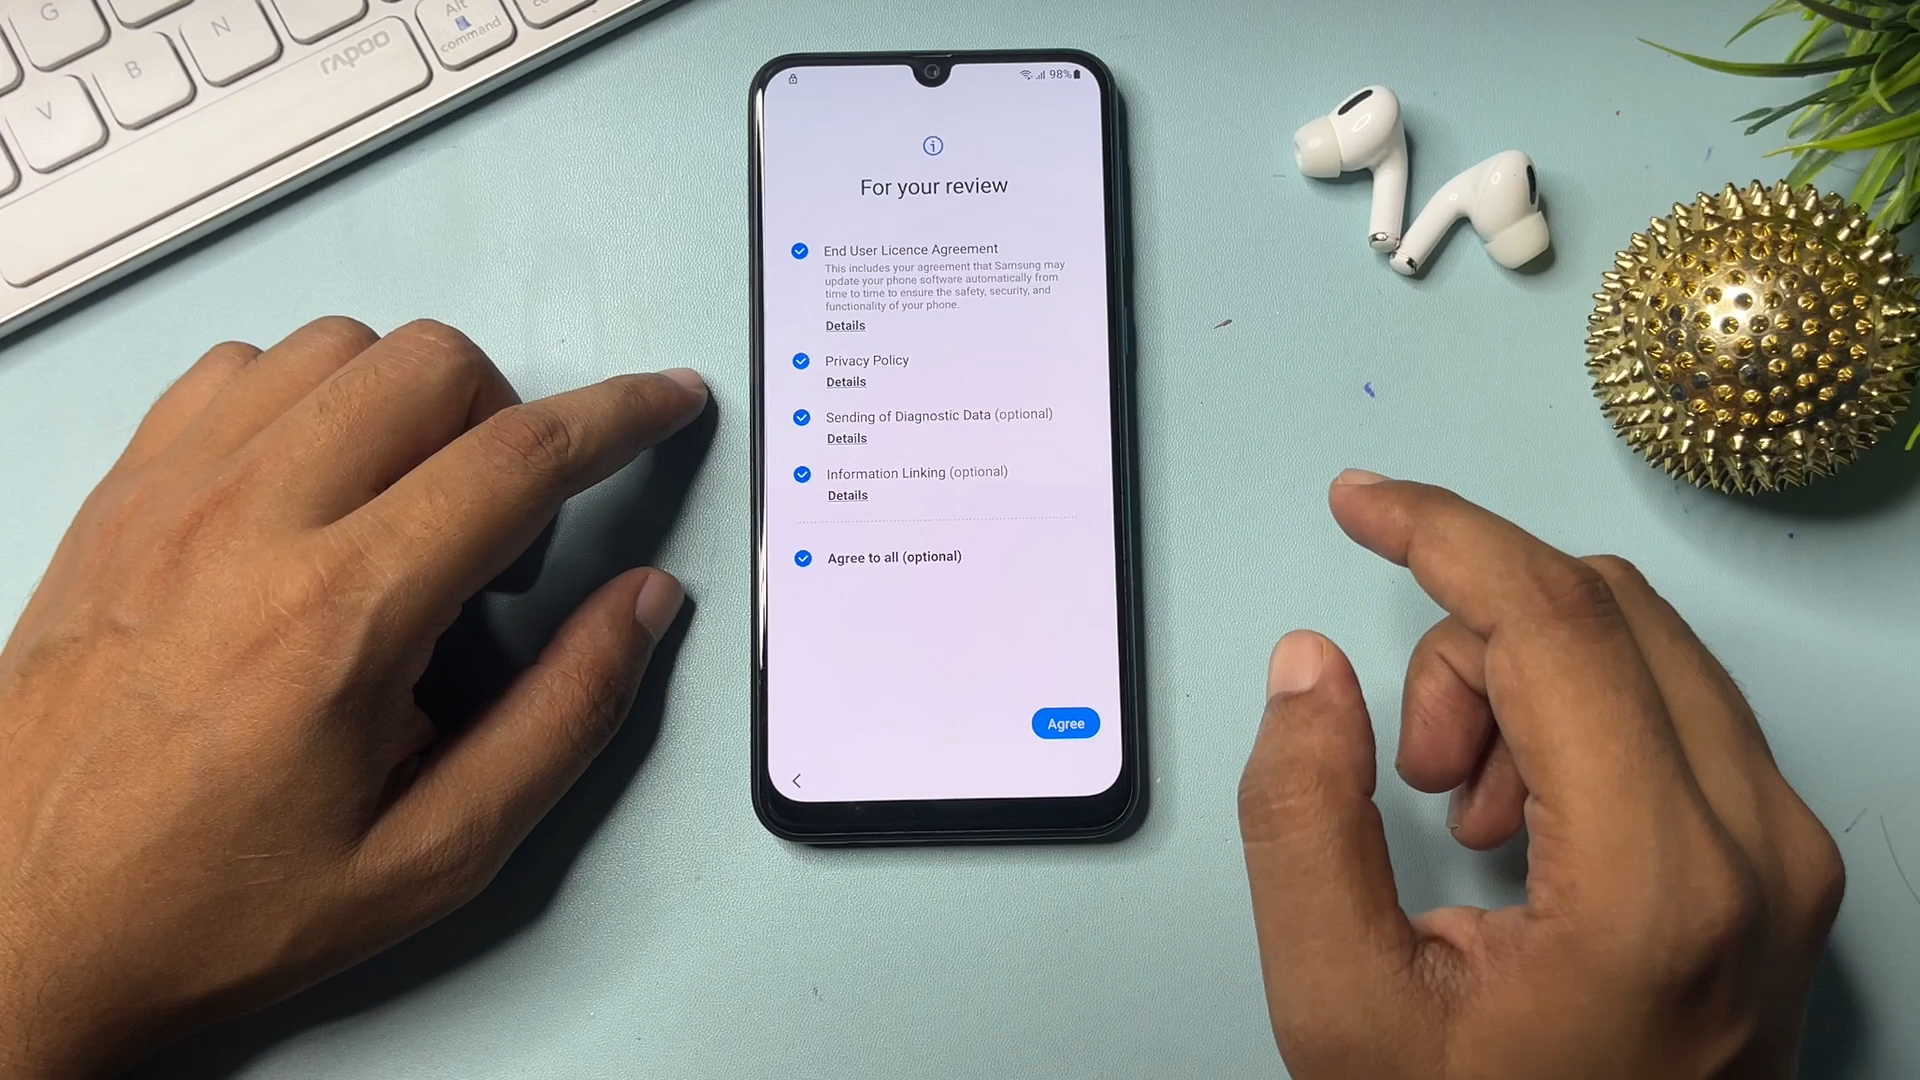 G
N
Alt
command
B
rapoo
V
98%
For your review
End User Licence Agreement
This includes your agreement that Samsung may
update your phone software automatically from
time to time to ensure the safety, security, and
functionality of your phone.
Details
Privacy Policy
Details
Sending of Diagnostic Data (optional)
Details
Information Linking (optional)
Details
Agree to all (optional)
Agree